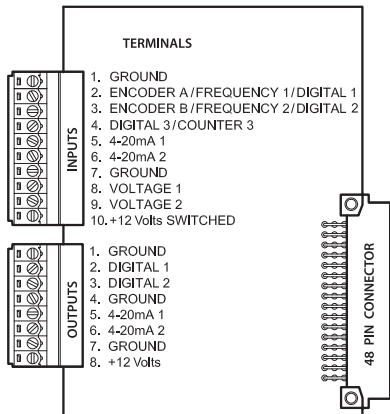 TERMINALS
INPUTS
1. GROUND
2. ENCODER A/FREQUENCY 1/DIGITAL 1
3. ENCODER B/FREQUENCY 2/DIGITAL 2
4. DIGITAL 3/COUNTER 3
5. 4-20mA 1
6. 4-20mA 2
7. GROUND
8. VOLTAGE 1
9. VOLTAGE 2
10. +12 Volts SWITCHED
OUTPUTS
1. GROUND
2. DIGITAL 1
3. DIGITAL 2
4. GROUND
5. 4-20mA 1
6. 4-20mA 2
7. GROUND
8. +12 Volts
48 PIN CONNECTOR